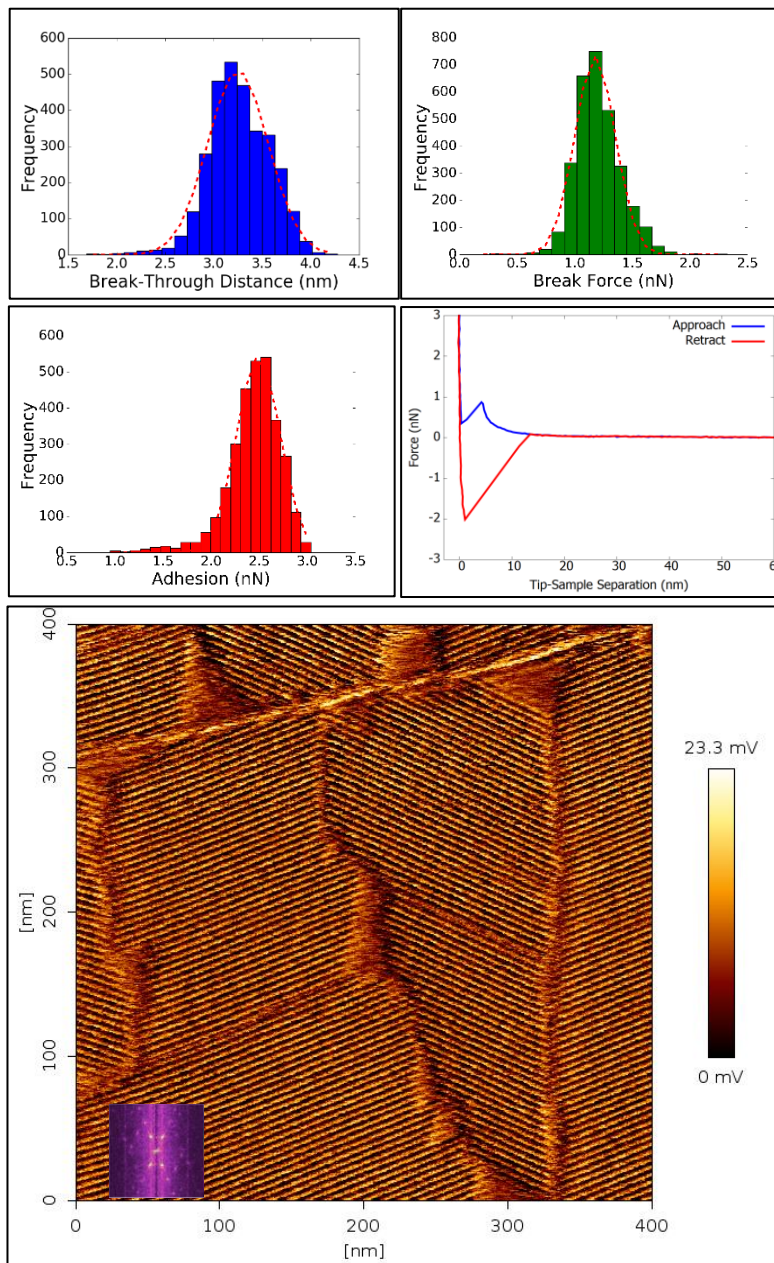 600
500
400
300
200
100
0
Frequency
1.5 2.0 2.5 3.0 3.5 4.0 4.5
Break-Through Distance (nm)
800
700
600
500
400
300
200
100
0
Frequency
0.0 0.5 1.0 1.5 2.0 2.5
Break Force (nN)
600
500
400
300
200
100
0
Frequency
0.5 1.0 1.5 2.0 2.5 3.0 3.5
Adhesion (nN)
Approach
Retract
3
2
1
0
-1
-2
-3
Force (nN)
0 10 20 30 40 50 6
Tip-Sample Separation (nm)
400
300
200
100
0
[nm]
0 100 200 300 400
[nm]
23.3 mV
0 mV